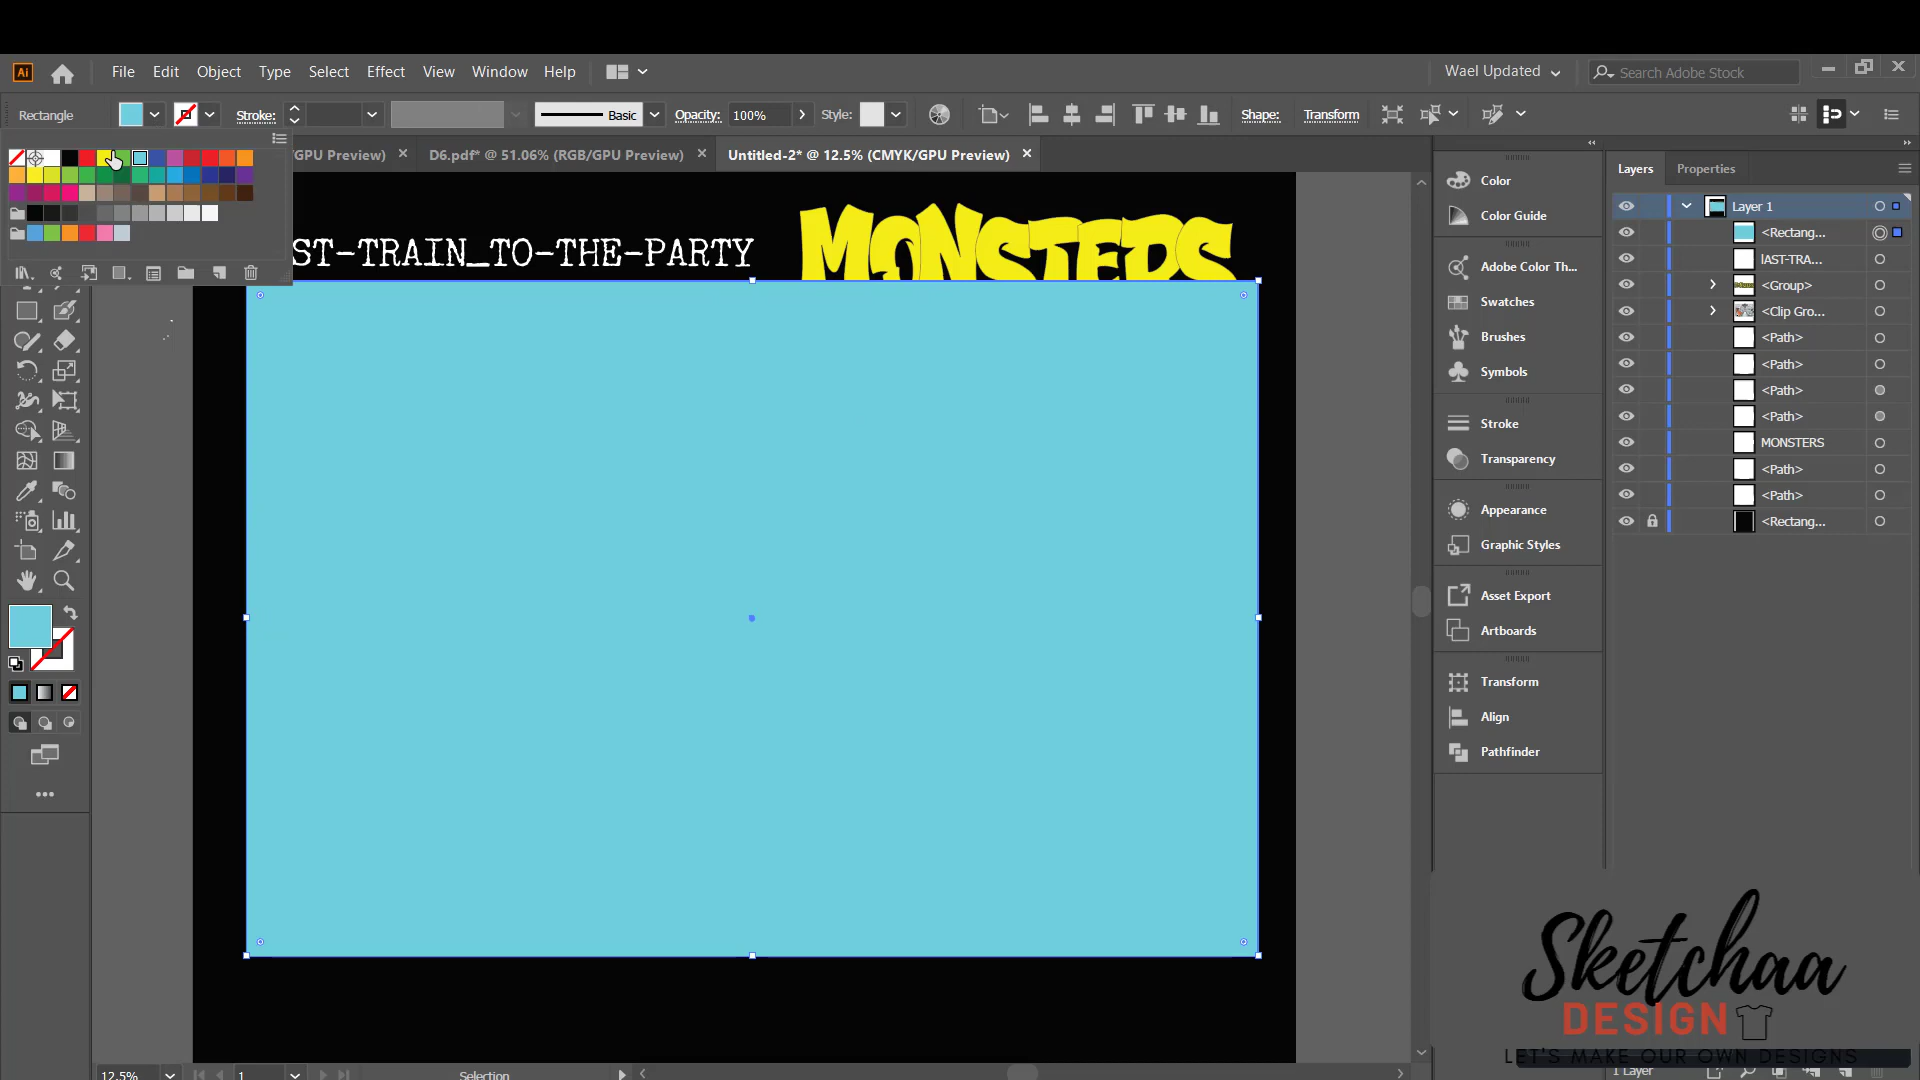 Ai File Edit Object Type Select Effect View Window Help Wael Updated Search Adobe Stock
Rectangle Stroke: Basic Opacity: 100% Style: Shape: Transform
GPU Preview) × D6.pdf* @ 51.06% (RGB/GPU Preview) × Untitled-2* @ 12.5% (CMYK/GPU Preview) ×
ST-TRAIN_TO-THE-PARTY
MONSTERS
Color
Color Guide
Adobe Color Th...
Swatches
Brushes
Symbols
Stroke
Transparency
Appearance
Graphic Styles
Asset Export
Artboards
Transform
Align
Pathfinder
Layers Properties
Layer 1
<Rectang...
lAST-TRA...
<Group>
<Clip Gro...
<Path>
<Path>
<Path>
<Path>
MONSTERS
<Path>
<Path>
<Rectang...
Sketchaa
DESIGN
LET'S MAKE OUR OWN DESIGNS
1 Layer
12.5% 1 Selection